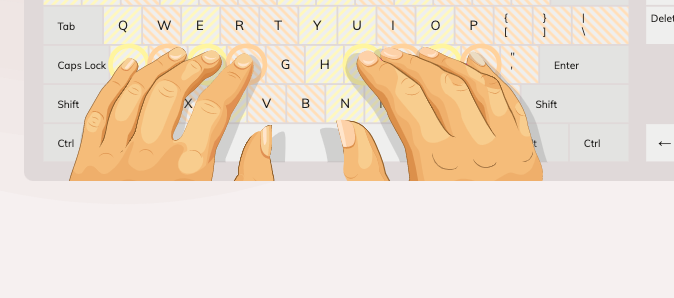 Tab Q W E R T Y U I O P { [ } ] | \
Delet
Caps Lock G H " ' Enter
Shift X V B N Shift
Ctrl Ctrl ←